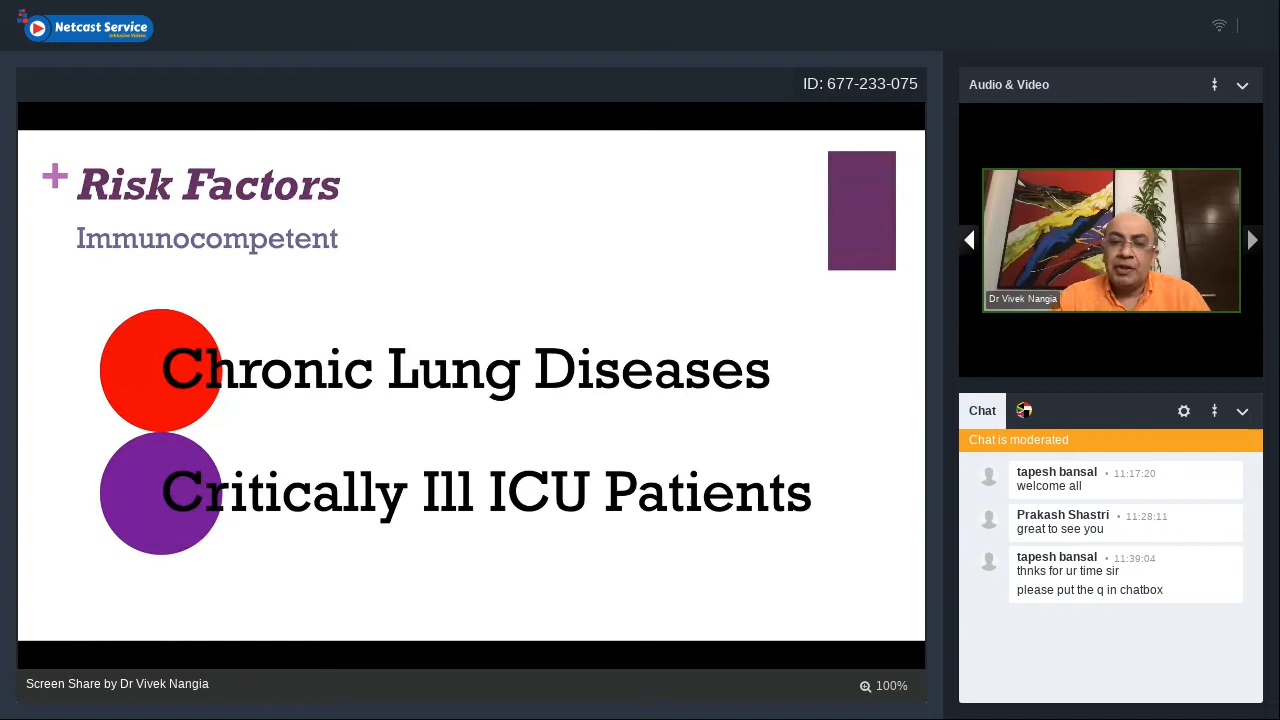 Netcast Service
Inklusive Videos
ID: 677-233-075
+ Risk Factors
Immunocompetent
Chronic Lung Diseases
Critically Ill ICU Patients
Screen Share by Dr Vivek Nangia
100%
Audio & Video
Dr Vivek Nangia
Chat
Chat is moderated
tapesh bansal • 11:17:20
welcome all
Prakash Shastri • 11:28:11
great to see you
tapesh bansal • 11:39:04
thnks for ur time sir
please put the q in chatbox